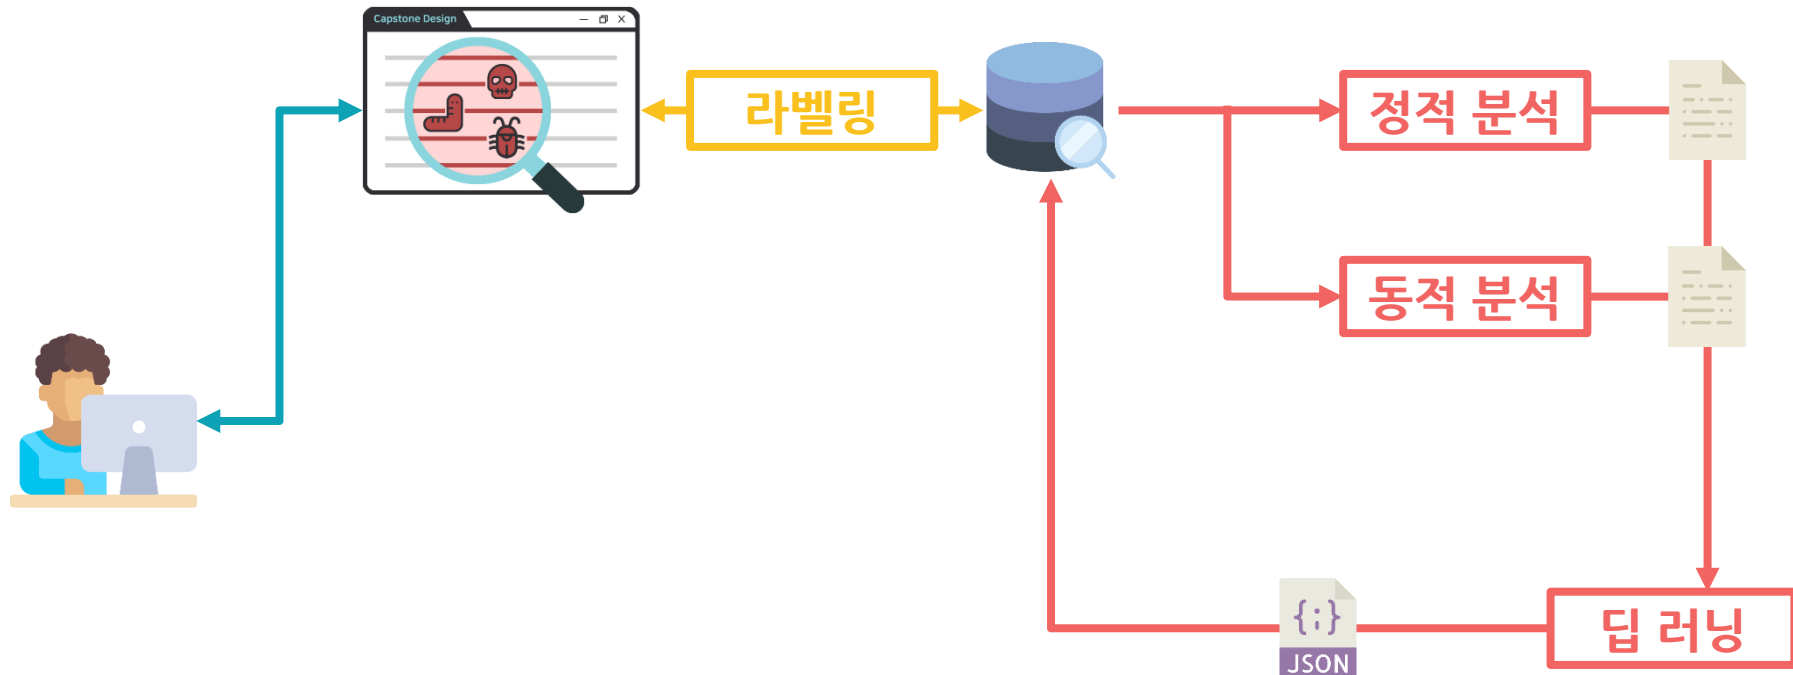 Capstone Design
라벨링
정적 분석
동적 분석
딥 러닝
{;}
JSON